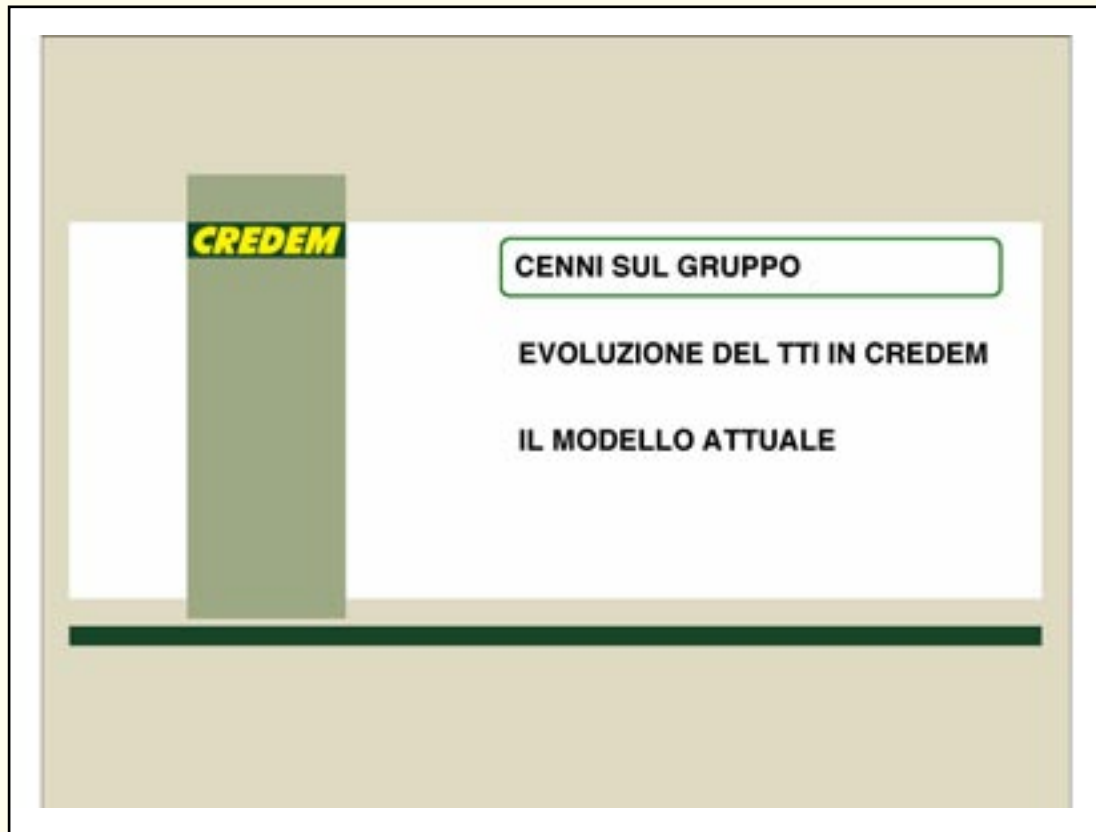 CREDEM
CENNI SUL GRUPPO
EVOLUZIONE DEL TTI IN CREDEM
IL MODELLO ATTUALE